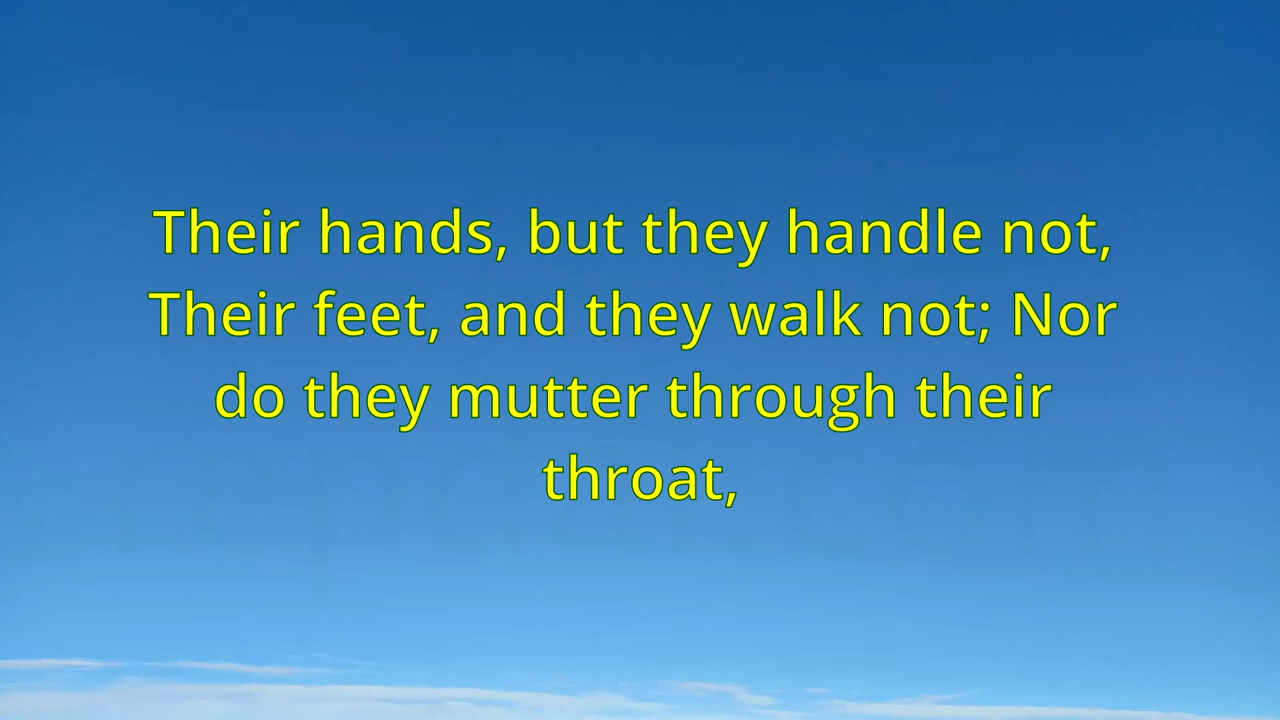 Their hands, but they handle not,
Their feet, and they walk not; Nor
do they mutter through their
throat,